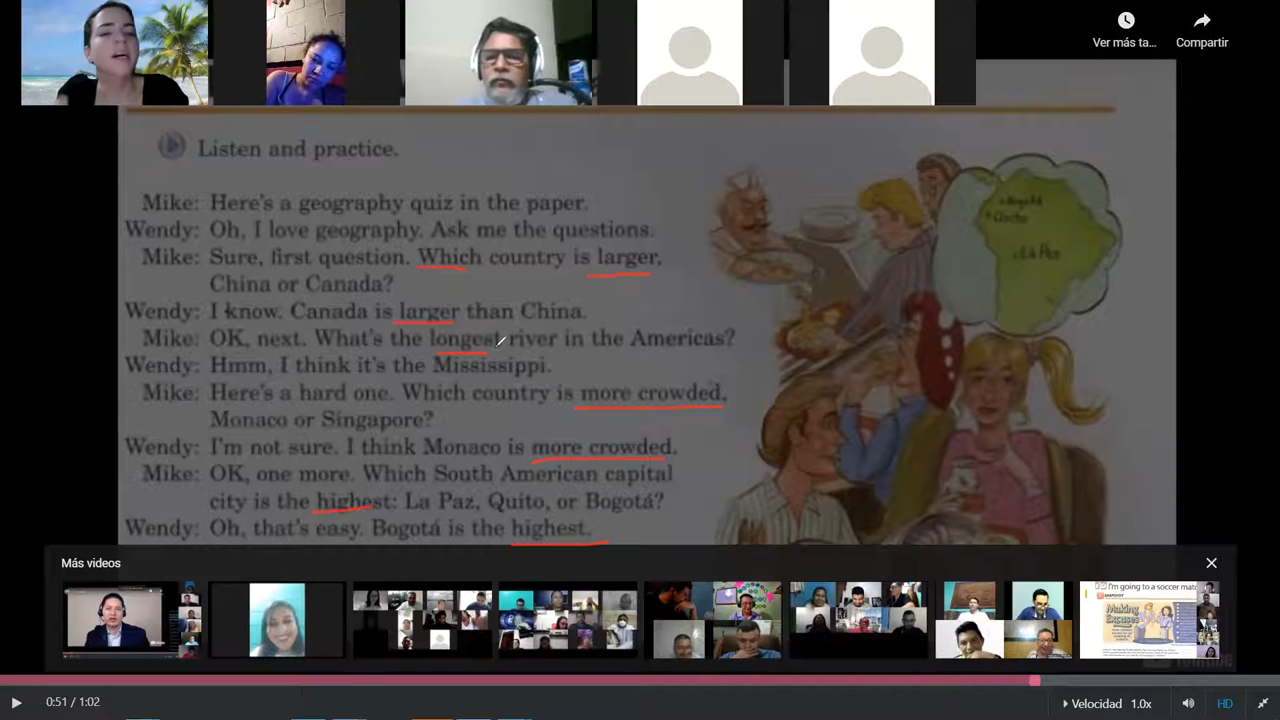 Ver más ta...
Compartir
Listen and practice.
Mike: Here's a geography quiz in the paper.
Wendy: Oh, I love geography. Ask me the questions.
Mike: Sure, first question. Which country is larger,
China or Canada?
Wendy: I know. Canada is larger than China.
Mike: OK, next. What's the longest river in the Americas?
Wendy: Hmm, I think it's the Mississippi.
Mike: Here's a hard one. Which country is more crowded,
Monaco or Singapore?
Wendy: I'm not sure. I think Monaco is more crowded.
Mike: OK, one more. Which South American capital
city is the highest: La Paz, Quito, or Bogotá?
Wendy: Oh, that's easy. Bogotá is the highest.
Bogotá
Quito
La Paz
Más videos
I'm going to a soccer mat
SNAPSHOT
Making
Excuses
0:51 / 1:02
Velocidad 1.0x
HD